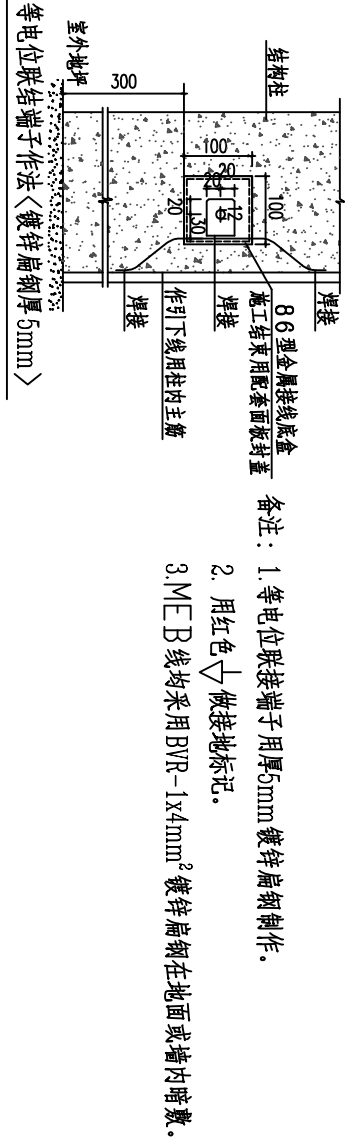 300
结构柱
室外地坪
100
20
20
100
20
30
12
6
焊接
焊接
焊接
作引下线用柱内主筋
86型金属接线底盒
施工结束用配套面板封盖
等电位联结端子作法〈镀锌扁钢厚5mm〉
备注：1.等电位联接端子用厚5mm镀锌扁钢制作。
2. 用红色 做接地标记。
3.MEB线均采用BVR-1x4mm²镀锌扁钢在地面或墙内暗敷。